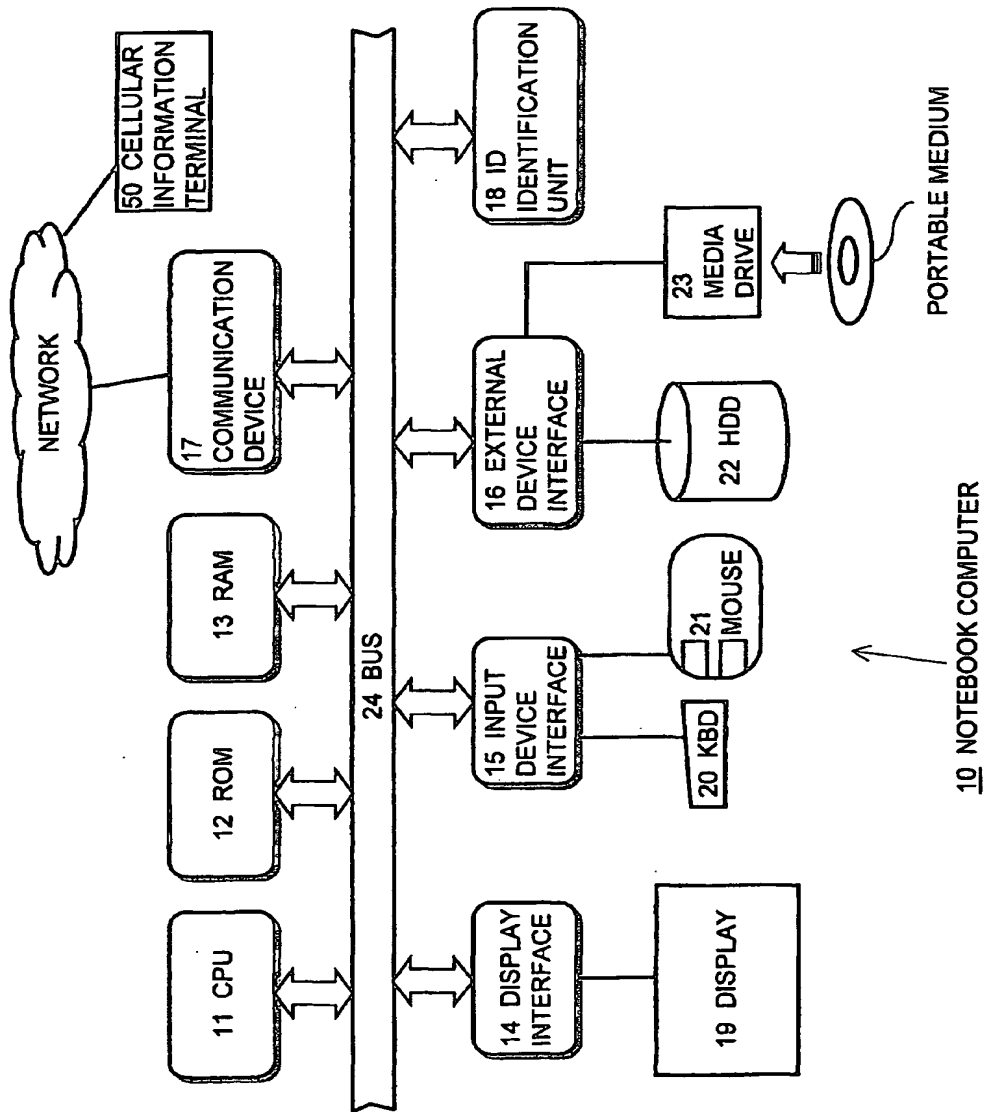 NETWORK
50 CELLULAR
INFORMATION
TERMINAL
11 CPU
12 ROM
13 RAM
17
COMMUNICATION
DEVICE
24 BUS
14 DISPLAY
INTERFACE
15 INPUT
DEVICE
INTERFACE
16 EXTERNAL
DEVICE
INTERFACE
18 ID
IDENTIFICATION
UNIT
19 DISPLAY
20 KBD
21
MOUSE
22 HDD
23
MEDIA
DRIVE
PORTABLE MEDIUM
10 NOTEBOOK COMPUTER